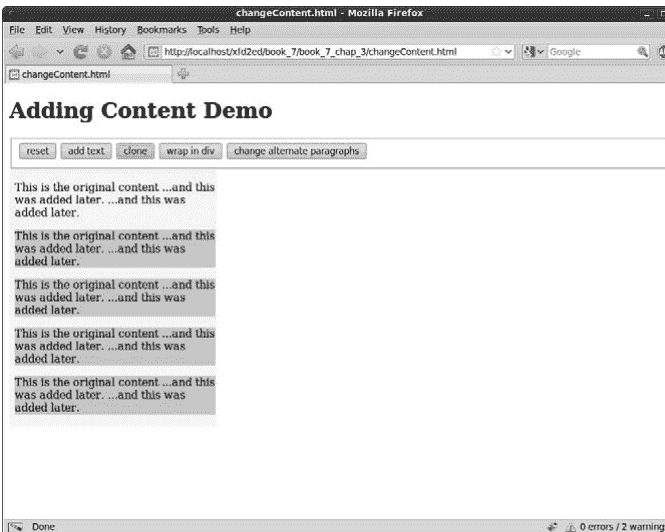 changeContent.html - Mozilla Firefox
File Edit View History Bookmarks Tools Help
http://localhost/xfd2ed/book_7/book_7_chap_3/changeContent.html Google
changeContent.html
Adding Content Demo
reset add text clone wrap in div change alternate paragraphs
This is the original content ...and this
was added later. ...and this was
added later.
This is the original content ...and this
was added later. ...and this was
added later.
This is the original content ...and this
was added later. ...and this was
added later.
This is the original content ...and this
was added later. ...and this was
added later.
This is the original content ...and this
was added later. ...and this was
added later.
Done 0 errors / 2 warning